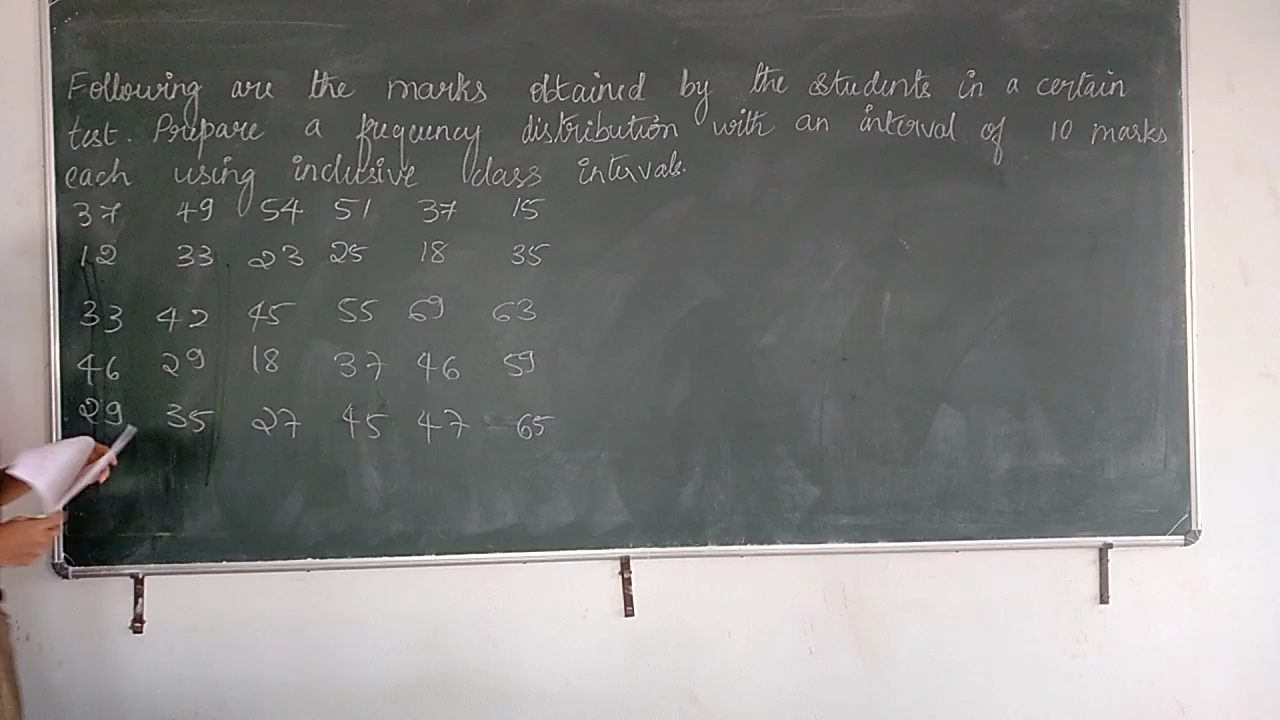 Following are the marks obtained by the students in a certain
test. Prepare a frequency distribution with an interval of 10 marks
each using inclusive class intervals.
37 49 54 51 37 15
12 33 23 25 18 35
33 42 45 55 69 63
46 29 18 37 46 59
29 35 27 45 47 65